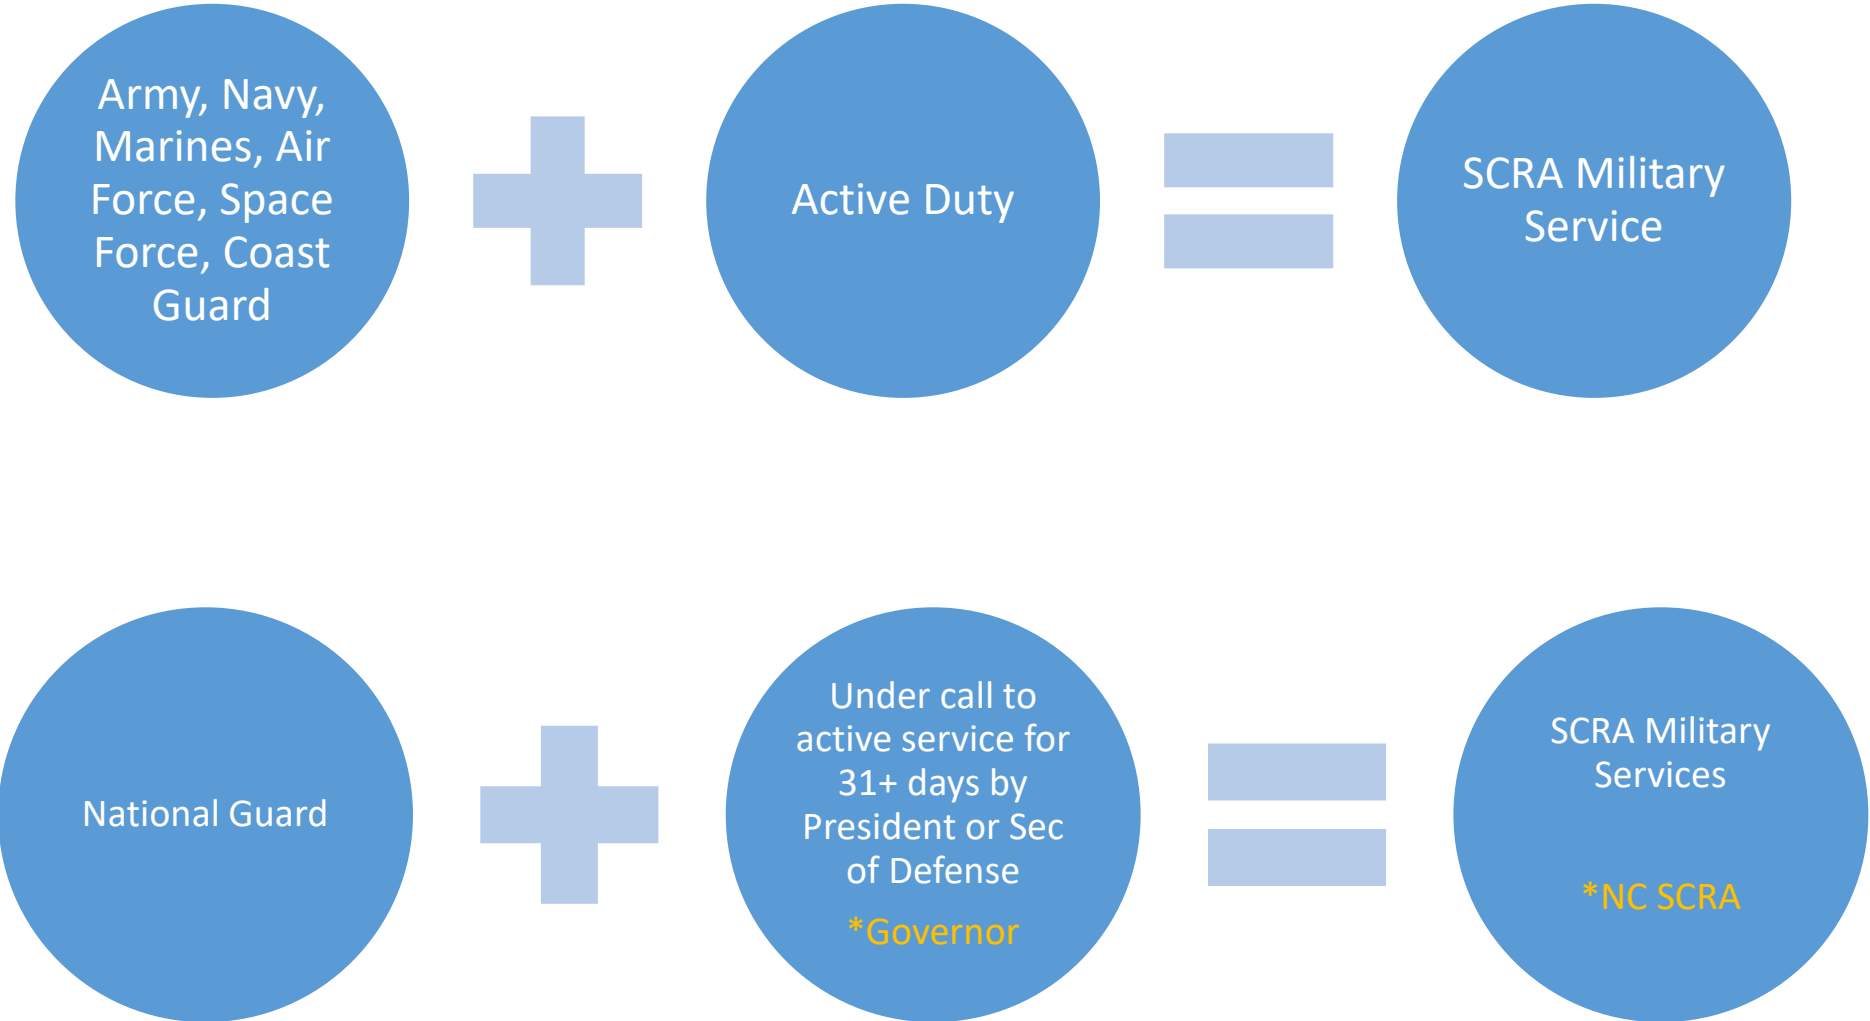 Army, Navy,
Marines, Air
Force, Space
Force, Coast
Guard
Active Duty
SCRA Military
Service
National Guard
Under call to
active service for
31+ days by
President or Sec
of Defense
*Governor
SCRA Military
Services
*NC SCRA